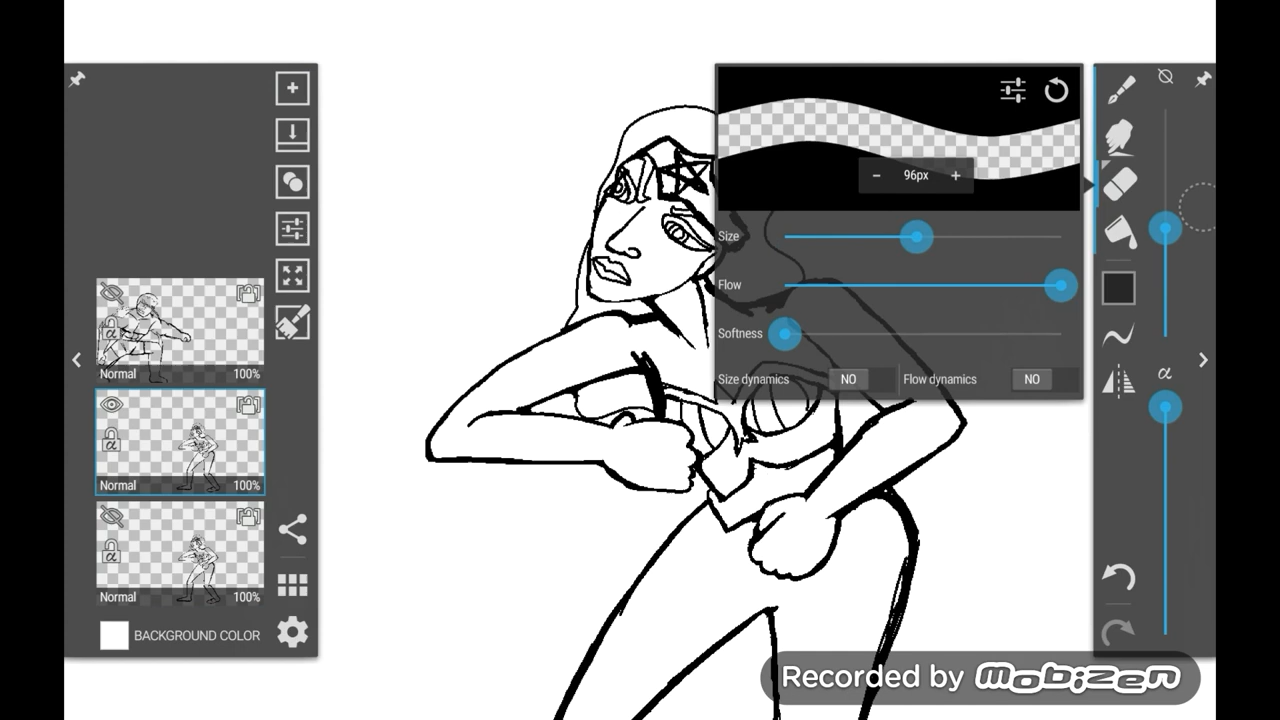 96px
Size
Flow
Softness
Size dynamics NO Flow dynamics NO
α
α
Normal 100%
α
Normal 100%
α
Normal 100%
BACKGROUND COLOR
Recorded by mobizen